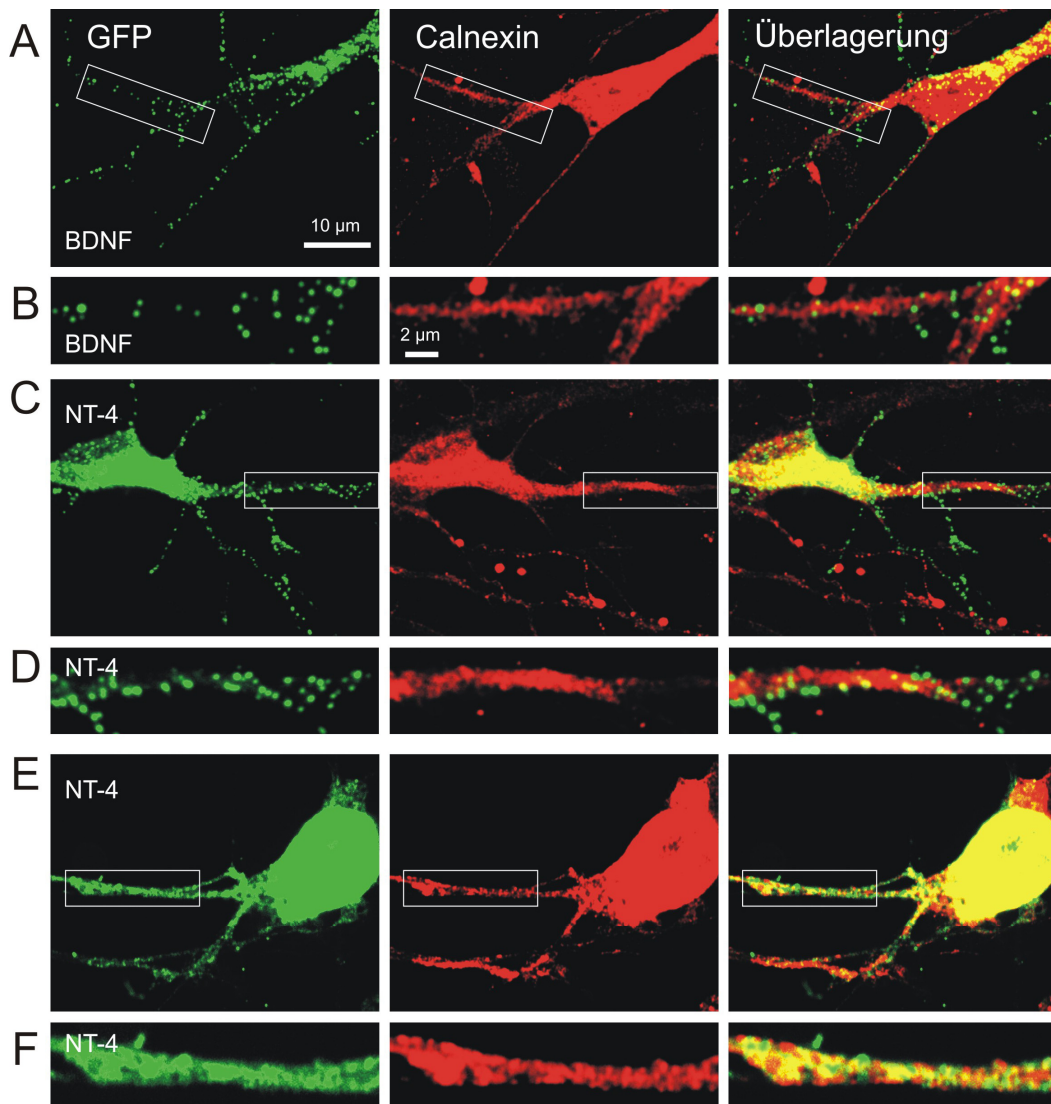 A
GFP
Calnexin
Überlagerung
BDNF
10 µm
B
BDNF
2 µm
C
NT-4
D
NT-4
E
NT-4
F
NT-4